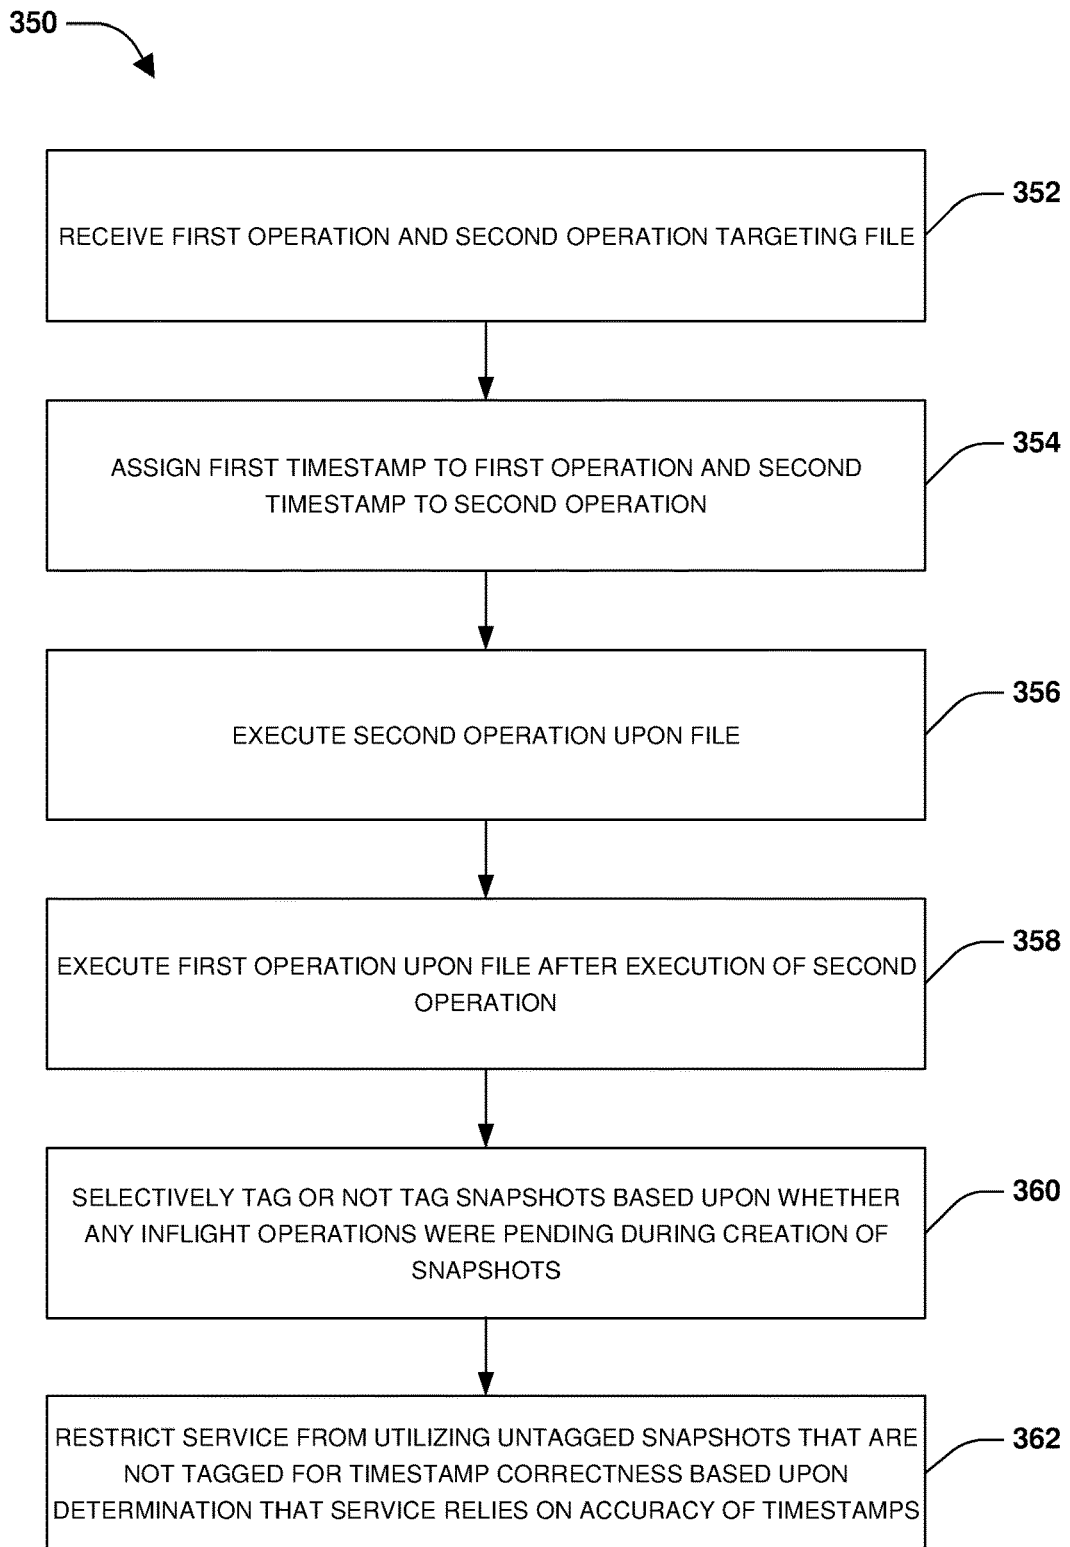 350
352
RECEIVE FIRST OPERATION AND SECOND OPERATION TARGETING FILE
354
ASSIGN FIRST TIMESTAMP TO FIRST OPERATION AND SECOND
TIMESTAMP TO SECOND OPERATION
356
EXECUTE SECOND OPERATION UPON FILE
358
EXECUTE FIRST OPERATION UPON FILE AFTER EXECUTION OF SECOND
OPERATION
360
SELECTIVELY TAG OR NOT TAG SNAPSHOTS BASED UPON WHETHER
ANY INFLIGHT OPERATIONS WERE PENDING DURING CREATION OF
SNAPSHOTS
362
RESTRICT SERVICE FROM UTILIZING UNTAGGED SNAPSHOTS THAT ARE
NOT TAGGED FOR TIMESTAMP CORRECTNESS BASED UPON
DETERMINATION THAT SERVICE RELIES ON ACCURACY OF TIMESTAMPS